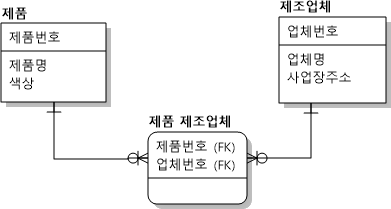 제품
제품번호
제품명
색상
제조업체
업체번호
업체명
사업장주소
제품 제조업체
제품번호 (FK)
업체번호 (FK)